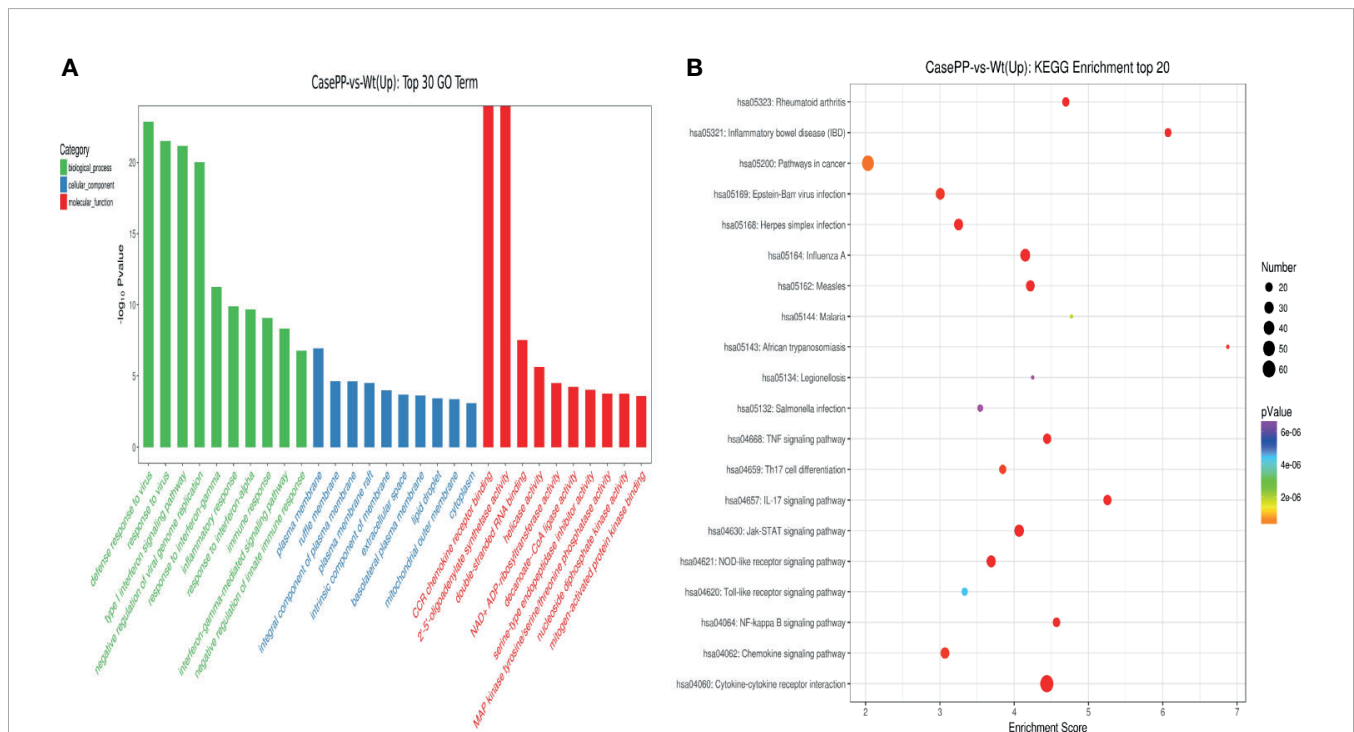 A
CasePP-vs-Wt(Up): Top 30 GO Term
Category
biological_process
cellular_component
molecular_function
-log10 Pvalue
20
15
10
5
0
defense response to virus
response to virus
type I interferon signaling pathway
negative regulation of viral genome replication
response to interferon-gamma
inflammatory response
response to interferon-alpha
immune response
interferon-gamma-mediated signaling pathway
negative regulation of innate immune response
plasma membrane
ruffle membrane
integral component of plasma membrane
plasma membrane raft
intrinsic component of membrane
extracellular space
basolateral plasma membrane
lipid droplet
mitochondrial outer membrane
cytoplasm
CCR chemokine receptor binding
2'-5'-oligoadenylate synthetase activity
double-stranded RNA binding
helicase activity
NAD+ ADP-ribosyltransferase activity
decanoate--CoA ligase activity
serine-type endopeptidase inhibitor activity
MAP kinase tyrosine/serine/threonine phosphatase activity
nucleoside diphosphate kinase activity
mitogen-activated protein kinase binding
B
CasePP-vs-Wt(Up): KEGG Enrichment top 20
hsa05323: Rheumatoid arthritis
hsa05321: Inflammatory bowel disease (IBD)
hsa05200: Pathways in cancer
hsa05169: Epstein-Barr virus infection
hsa05168: Herpes simplex infection
hsa05164: Influenza A
hsa05162: Measles
hsa05144: Malaria
hsa05143: African trypanosomiasis
hsa05134: Legionellosis
hsa05132: Salmonella infection
hsa04668: TNF signaling pathway
hsa04659: Th17 cell differentiation
hsa04657: IL-17 signaling pathway
hsa04630: Jak-STAT signaling pathway
hsa04621: NOD-like receptor signaling pathway
hsa04620: Toll-like receptor signaling pathway
hsa04064: NF-kappa B signaling pathway
hsa04062: Chemokine signaling pathway
hsa04060: Cytokine-cytokine receptor interaction
2 3 4 5 6 7
Enrichment Score
Number
20
30
40
50
60
pValue
6e-06
4e-06
2e-06